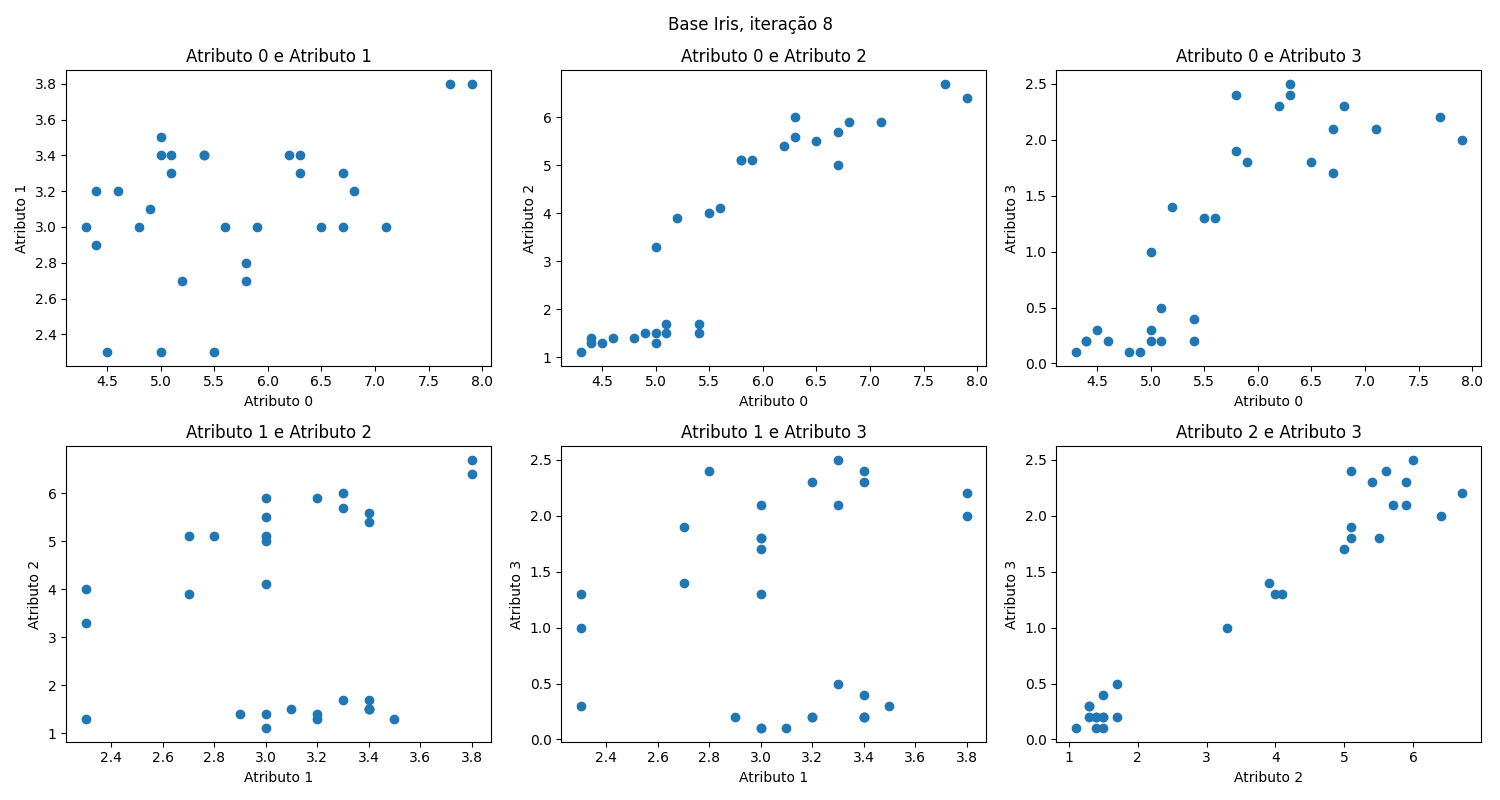 Base Iris, iteração 8
Atributo 0 e Atributo 1
3.8
3.6
3.4
3.2
3.0
2.8
2.6
2.4
Atributo 1
4.5 5.0 5.5 6.0 6.5 7.0 7.5 8.0
Atributo 0
Atributo 0 e Atributo 2
6
5
4
3
2
1
Atributo 2
4.5 5.0 5.5 6.0 6.5 7.0 7.5 8.0
Atributo 0
Atributo 0 e Atributo 3
2.5
2.0
1.5
1.0
0.5
0.0
Atributo 3
4.5 5.0 5.5 6.0 6.5 7.0 7.5 8.0
Atributo 0
Atributo 1 e Atributo 2
6
5
4
3
2
1
Atributo 2
2.4 2.6 2.8 3.0 3.2 3.4 3.6 3.8
Atributo 1
Atributo 1 e Atributo 3
2.5
2.0
1.5
1.0
0.5
0.0
Atributo 3
2.4 2.6 2.8 3.0 3.2 3.4 3.6 3.8
Atributo 1
Atributo 2 e Atributo 3
2.5
2.0
1.5
1.0
0.5
0.0
Atributo 3
1 2 3 4 5 6
Atributo 2